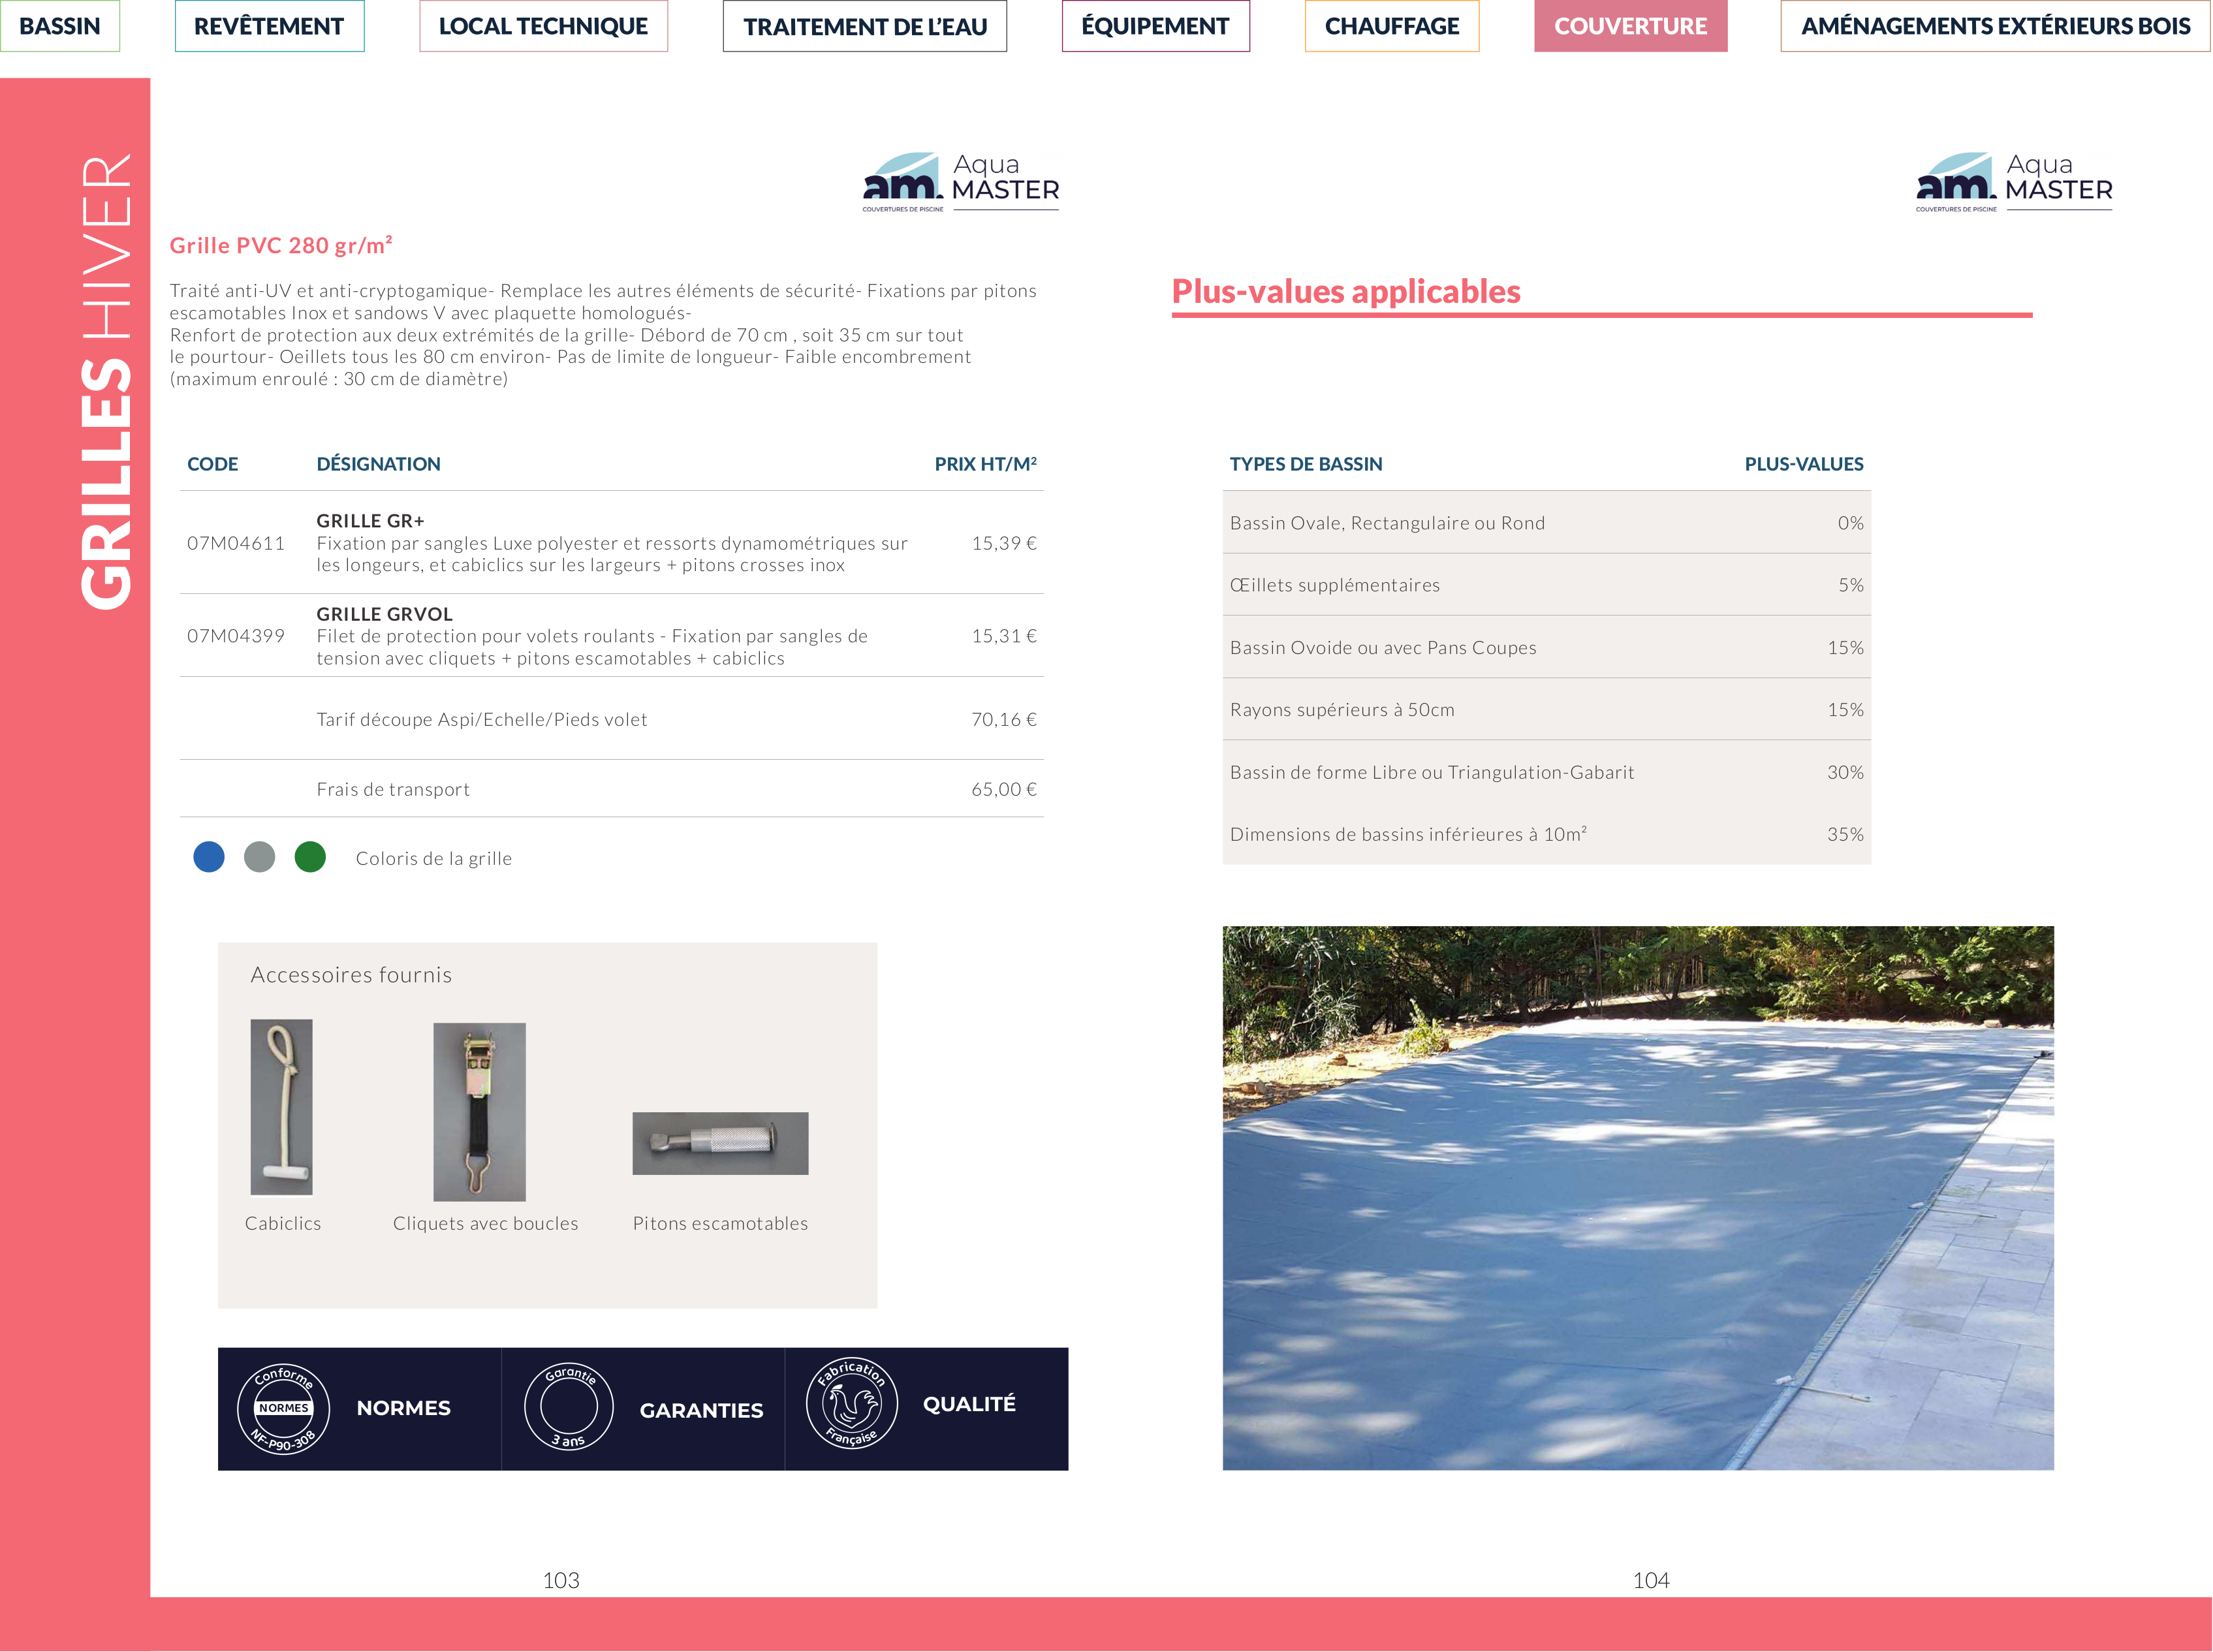 BASSIN
REVÊTEMENT
LOCAL TECHNIQUE
TRAITEMENT DE L'EAU
ÉQUIPEMENT
CHAUFFAGE
COUVERTURE
AMÉNAGEMENTS EXTÉRIEURS BOIS
GRILLES HIVER
am. Aqua MASTER
COUVERTURES DE PISCINE
Grille PVC 280 gr/m²
Traité anti-UV et anti-cryptogamique- Remplace les autres éléments de sécurité- Fixations par pitons
escamotables Inox et sandows V avec plaquette homologués-
Renfort de protection aux deux extrémités de la grille- Débord de 70 cm , soit 35 cm sur tout
le pourtour- Oeillets tous les 80 cm environ- Pas de limite de longueur- Faible encombrement
(maximum enroulé : 30 cm de diamètre)
CODE DÉSIGNATION PRIX HT/M²
GRILLE GR+
07M04611 Fixation par sangles Luxe polyester et ressorts dynamométriques sur 15,39 €
les longeurs, et cabiclics sur les largeurs + pitons crosses inox
GRILLE GRVOL
07M04399 Filet de protection pour volets roulants - Fixation par sangles de 15,31 €
tension avec cliquets + pitons escamotables + cabiclics
Tarif découpe Aspi/Echelle/Pieds volet 70,16 €
Frais de transport 65,00 €
Coloris de la grille
Accessoires fournis
Cabiclics
Cliquets avec boucles
Pitons escamotables
Conforme
NORMES
NF-P90-308
NORMES
Garantie
3 ans
GARANTIES
Fabrication
Française
QUALITÉ
103
am. Aqua MASTER
COUVERTURES DE PISCINE
Plus-values applicables
TYPES DE BASSIN PLUS-VALUES
Bassin Ovale, Rectangulaire ou Rond 0%
Œillets supplémentaires 5%
Bassin Ovoide ou avec Pans Coupes 15%
Rayons supérieurs à 50cm 15%
Bassin de forme Libre ou Triangulation-Gabarit 30%
Dimensions de bassins inférieures à 10m² 35%
104